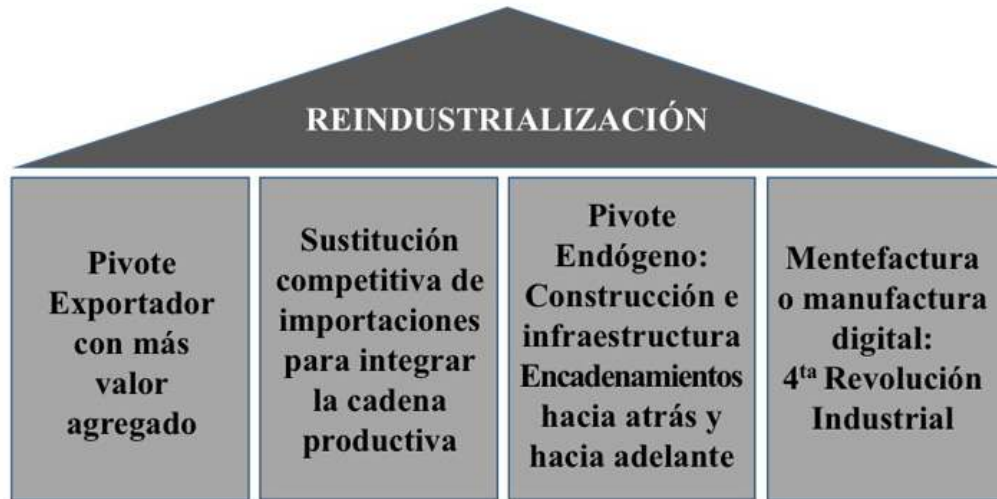 REINDUSTRIALIZACIÓN
Pivote
Exportador
con más
valor
agregado
Sustitución
competitiva de
importaciones
para integrar
la cadena
productiva
Pivote
Endógeno:
Construcción e
infraestructura
Encadenamientos
hacia atrás y
hacia adelante
Mentefactura
o manufactura
digital:
4ta Revolución
Industrial